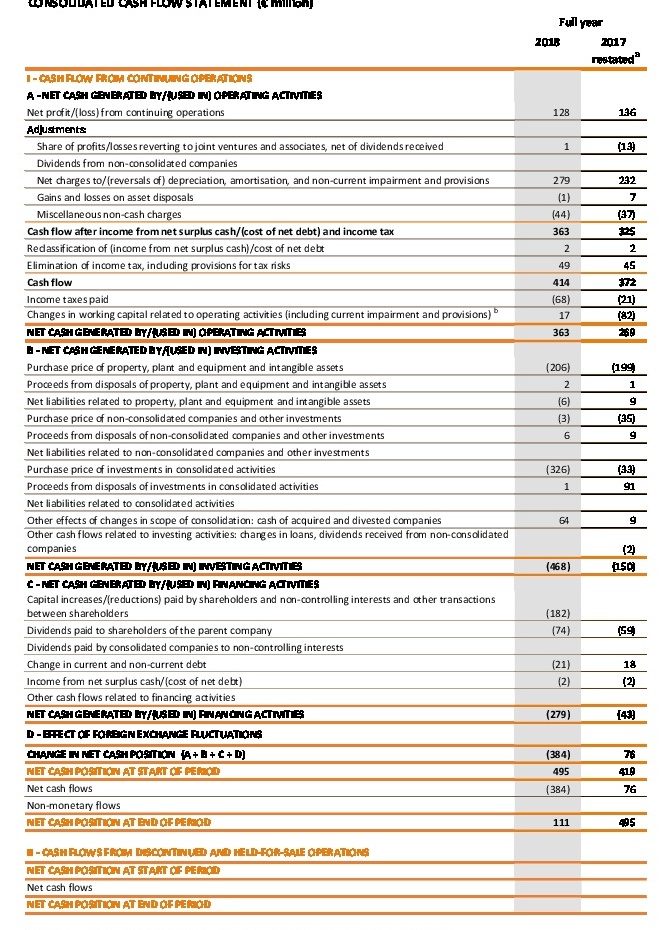 CONSOLIDATED CASH FLOW STATEMENT (€ million)
Full year
2018 2017
restated a
I - CASH FLOW FROM CONTINUING OPERATIONS
A - NET CASH GENERATED BY/(USED IN) OPERATING ACTIVITIES
Net profit/(loss) from continuing operations 128 136
Adjustments:
Share of profits/losses reverting to joint ventures and associates, net of dividends received 1 (13)
Dividends from non-consolidated companies
Net charges to/(reversals of) depreciation, amortisation, and non-current impairment and provisions 279 232
Gains and losses on asset disposals (1) 7
Miscellaneous non-cash charges (44) (37)
Cash flow after income from net surplus cash/(cost of net debt) and income tax 363 325
Reclassification of (income from net surplus cash)/cost of net debt 2 2
Elimination of income tax, including provisions for tax risks 49 45
Cash flow 414 372
Income taxes paid (68) (21)
Changes in working capital related to operating activities (including current impairment and provisions) b 17 (82)
NET CASH GENERATED BY/(USED IN) OPERATING ACTIVITIES 363 269
B - NET CASH GENERATED BY/(USED IN) INVESTING ACTIVITIES
Purchase price of property, plant and equipment and intangible assets (206) (199)
Proceeds from disposals of property, plant and equipment and intangible assets 2 1
Net liabilities related to property, plant and equipment and intangible assets (6) 9
Purchase price of non-consolidated companies and other investments (3) (35)
Proceeds from disposals of non-consolidated companies and other investments 6 9
Net liabilities related to non-consolidated companies and other investments
Purchase price of investments in consolidated activities (326) (33)
Proceeds from disposals of investments in consolidated activities 1 91
Net liabilities related to consolidated activities
Other effects of changes in scope of consolidation: cash of acquired and divested companies 64 9
Other cash flows related to investing activities: changes in loans, dividends received from non-consolidated
companies (2)
NET CASH GENERATED BY/(USED IN) INVESTING ACTIVITIES (468) (150)
C - NET CASH GENERATED BY/(USED IN) FINANCING ACTIVITIES
Capital increases/(reductions) paid by shareholders and non-controlling interests and other transactions
between shareholders (182)
Dividends paid to shareholders of the parent company (74) (59)
Dividends paid by consolidated companies to non-controlling interests
Change in current and non-current debt (21) 18
Income from net surplus cash/(cost of net debt) (2) (2)
Other cash flows related to financing activities
NET CASH GENERATED BY/(USED IN) FINANCING ACTIVITIES (279) (43)
D - EFFECT OF FOREIGN EXCHANGE FLUCTUATIONS
CHANGE IN NET CASH POSITION (A + B + C + D) (384) 76
NET CASH POSITION AT START OF PERIOD 495 419
Net cash flows (384) 76
Non-monetary flows
NET CASH POSITION AT END OF PERIOD 111 495
II - CASH FLOWS FROM DISCONTINUED AND HELD-FOR-SALE OPERATIONS
NET CASH POSITION AT START OF PERIOD
Net cash flows
NET CASH POSITION AT END OF PERIOD